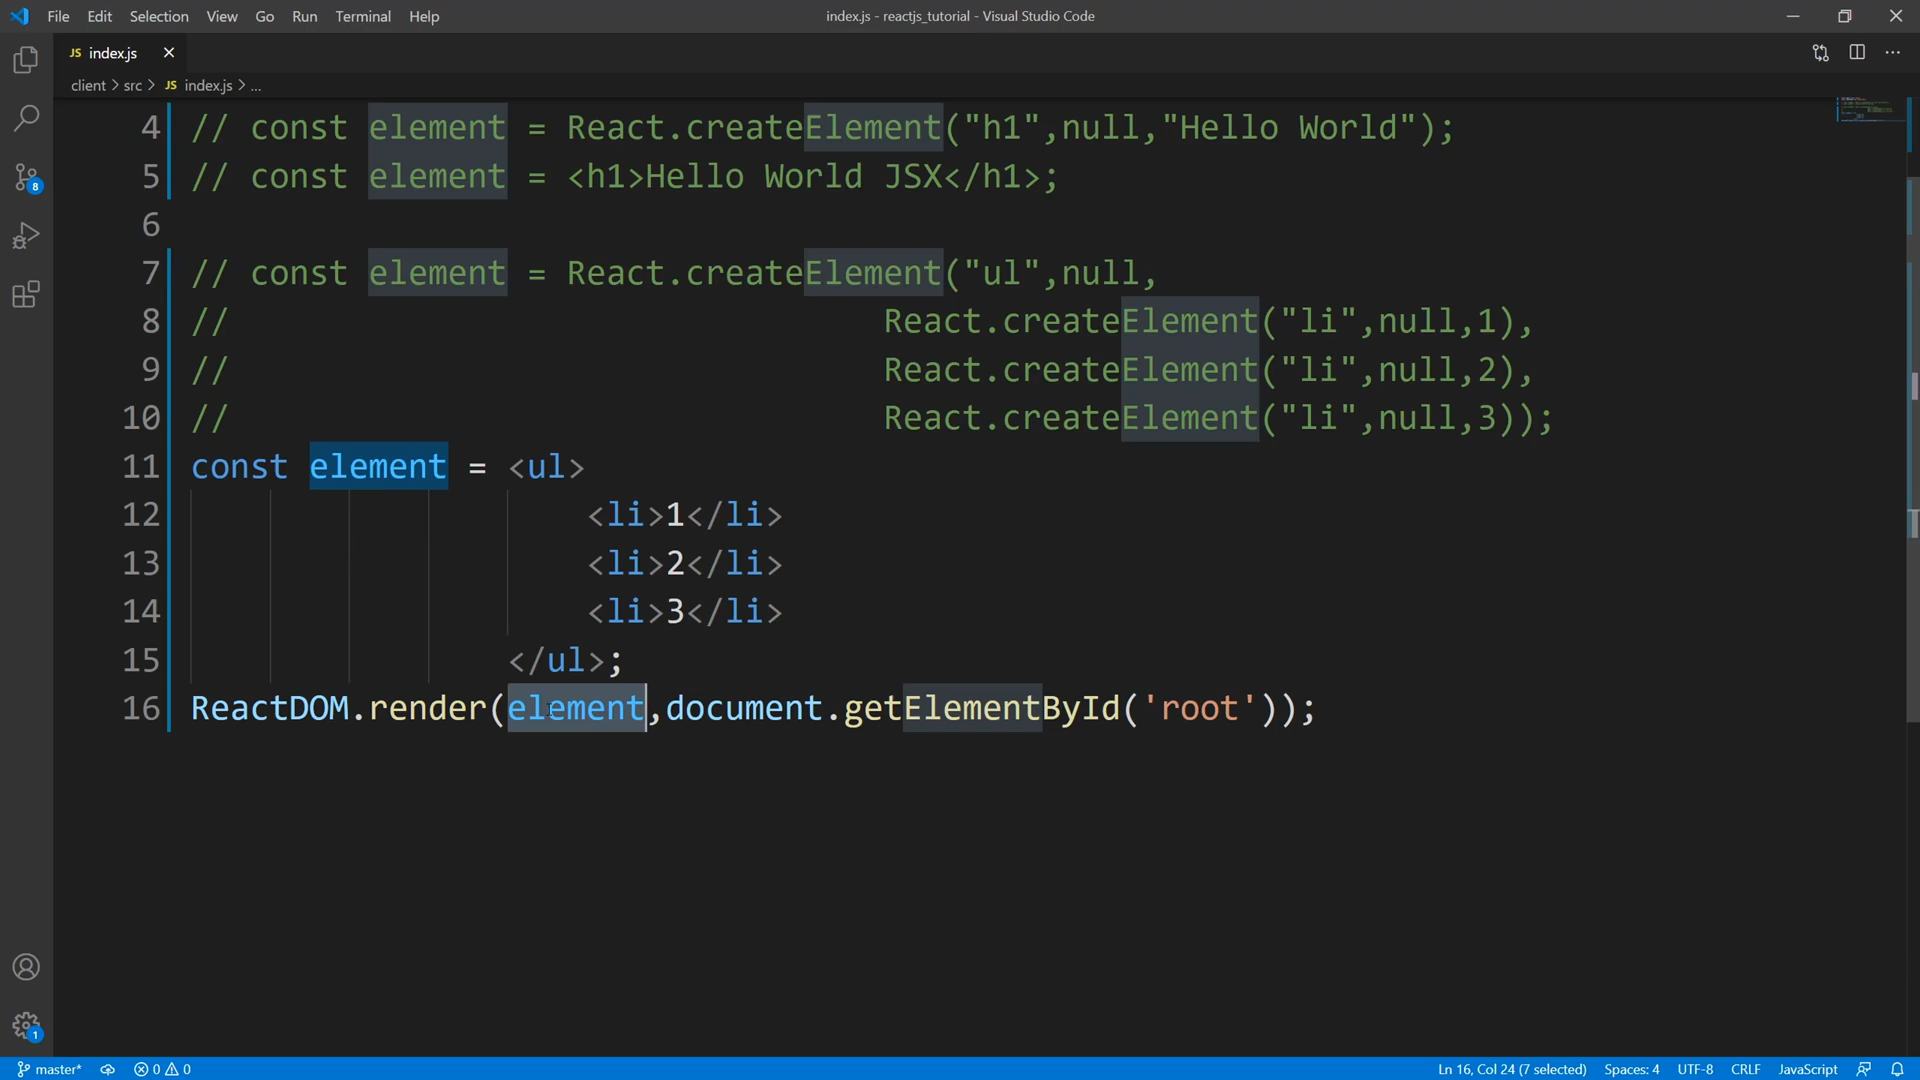 File Edit Selection View Go Run Terminal Help
index.js - reactjs_tutorial - Visual Studio Code
JS index.js
client > src > JS index.js > ...
4 // const element = React.createElement("h1",null,"Hello World");
5 // const element = <h1>Hello World JSX</h1>;
6
7 // const element = React.createElement("ul",null,
8 // React.createElement("li",null,1),
9 // React.createElement("li",null,2),
10 // React.createElement("li",null,3));
11 const element = <ul>
12 <li>1</li>
13 <li>2</li>
14 <li>3</li>
15 </ul>;
16 ReactDOM.render(element,document.getElementById('root'));
8
1
master* 0 0 Ln 16, Col 24 (7 selected) Spaces: 4 UTF-8 CRLF JavaScript